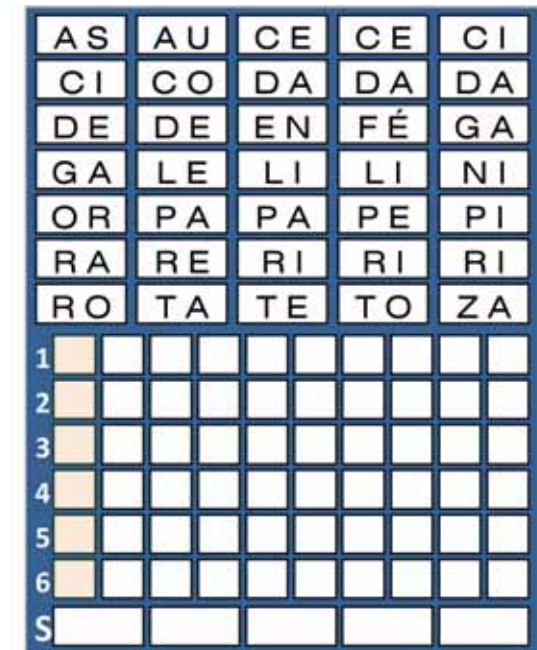 AS AU CE CE CI
CI CO DA DA DA
DE DE EN FÉ GA
GA LE LI LI NI
OR PA PA PE PI
RA RE RI RI RI
RO TA TE TO ZA
1
2
3
4
5
6
S